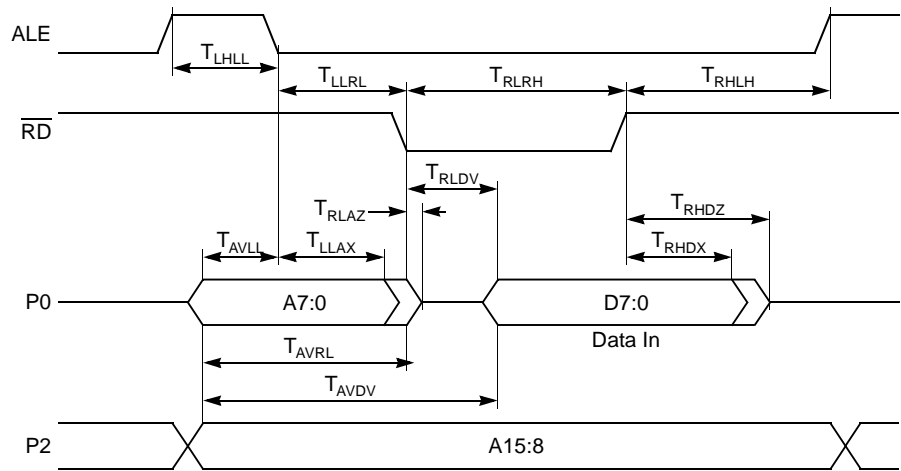 ALE
T_LHLL
T_LLRL
T_RLRH
T_RHLH
RD
T_RLDV
T_RLAZ
T_RHDZ
T_AVLL
T_LLAX
T_RHDX
P0
A7:0
D7:0
Data In
T_AVRL
T_AVDV
P2
A15:8